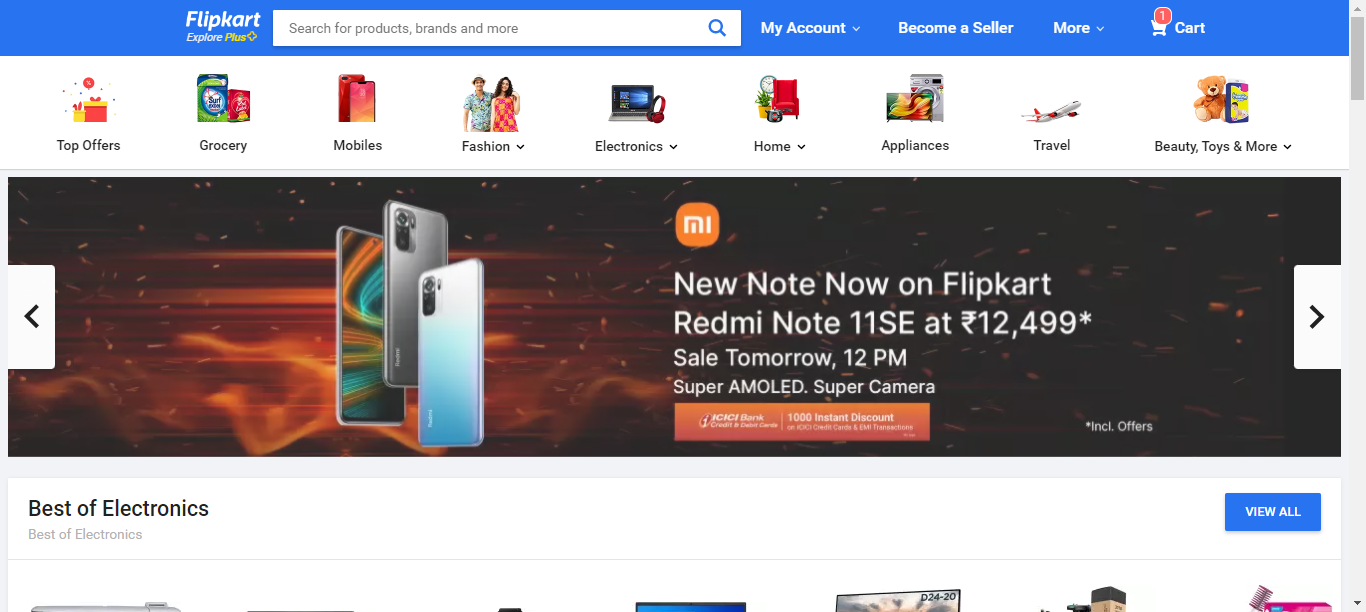 Flipkart
Explore Plus
Search for products, brands and more
My Account
Become a Seller
More
1
Cart
Top Offers
Grocery
Mobiles
Fashion
Electronics
Home
Appliances
Travel
Beauty, Toys & More
New Note Now on Flipkart
Redmi Note 11SE at ₹12,499*
Sale Tomorrow, 12 PM
Super AMOLED. Super Camera
ICICI Bank
Credit & Debit Cards
1000 Instant Discount
on ICICI Credit Cards & EMI Transactions
*Incl. Offers
Redmi
Redmi
Best of Electronics
Best of Electronics
VIEW ALL
D24-20